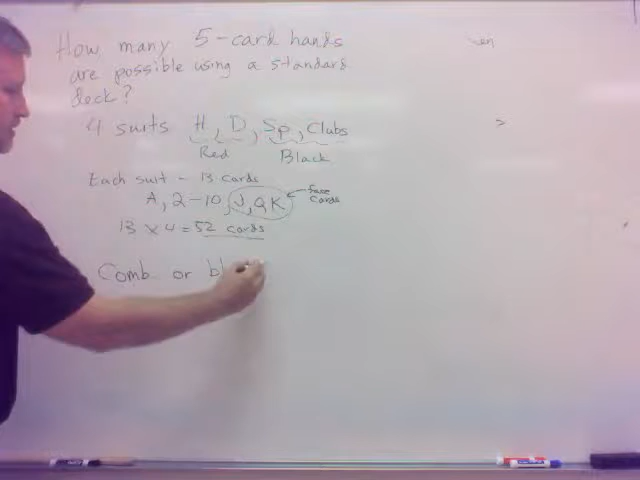 How many 5-card hands
are possible using a standard
deck?
4 suits H, D, Sp, Clubs
Red Black
Each suit - 13 cards
A, 2-10, J, Q K ← face cards
13 x 4 = 52 cards
Comb or